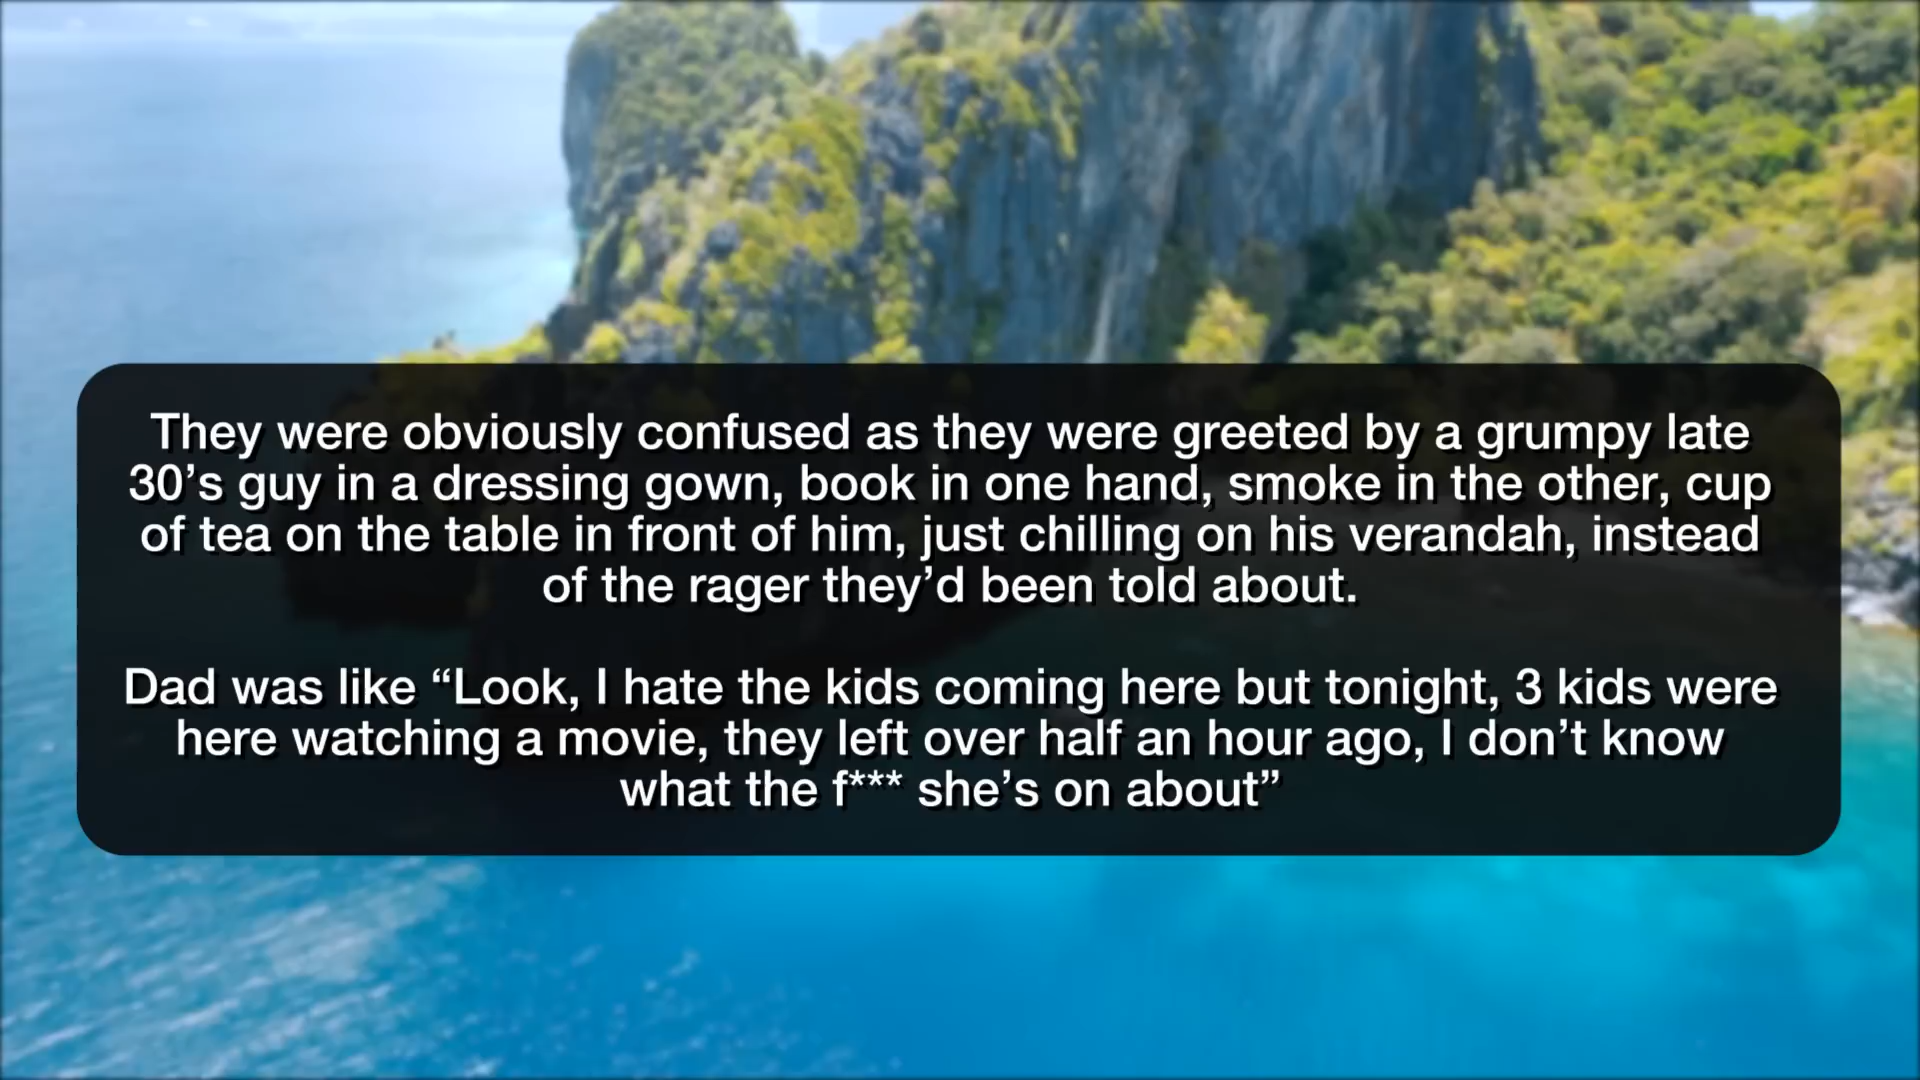 They were obviously confused as they were greeted by a grumpy late
30’s guy in a dressing gown, book in one hand, smoke in the other, cup
of tea on the table in front of him, just chilling on his verandah, instead
of the rager they’d been told about.
Dad was like “Look, I hate the kids coming here but tonight, 3 kids were
here watching a movie, they left over half an hour ago, I don’t know
what the f*** she’s on about”